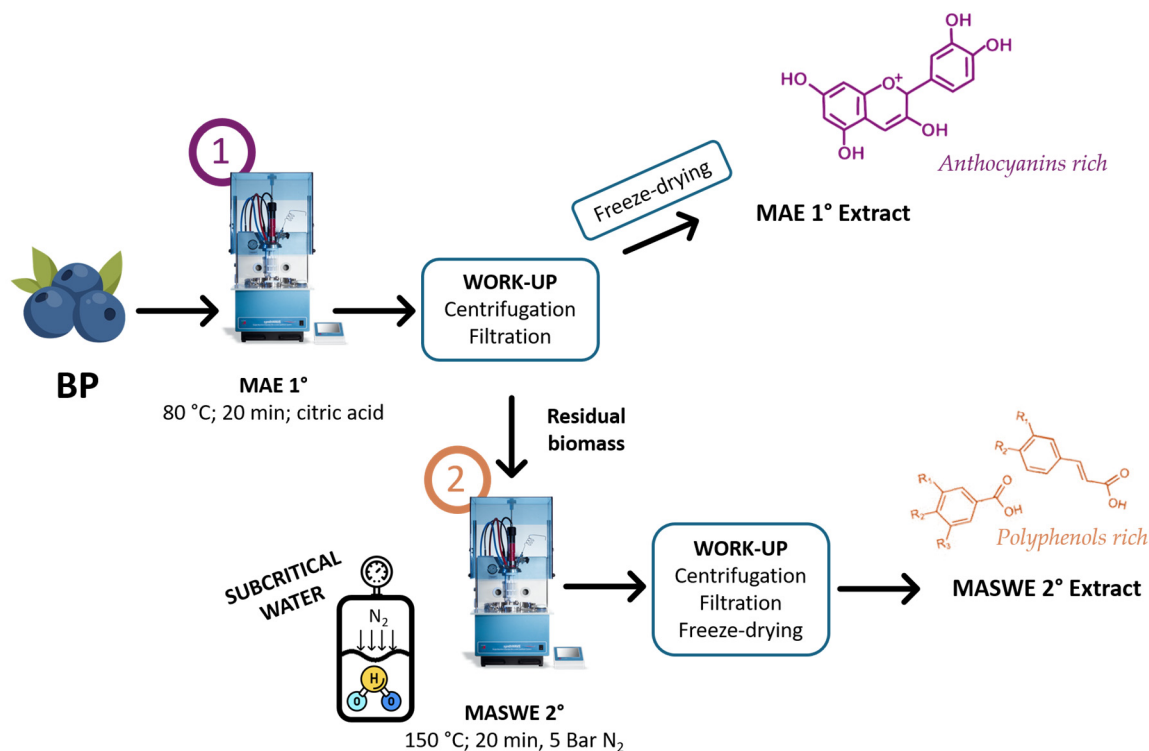 OH
OH
HO
O+
OH
OH
Anthocyanins rich
1
Freeze-drying
MAE 1° Extract
WORK-UP
Centrifugation
Filtration
BP
MAE 1°
80 °C; 20 min; citric acid
Residual
biomass
2
R₁
R₂
O
OH
R₁
R₂
R₃
O
OH
Polyphenols rich
WORK-UP
Centrifugation
Filtration
Freeze-drying
MASWE 2° Extract
SUBCRITICAL
WATER
N₂
H
O
O
MASWE 2°
150 °C; 20 min, 5 Bar N₂